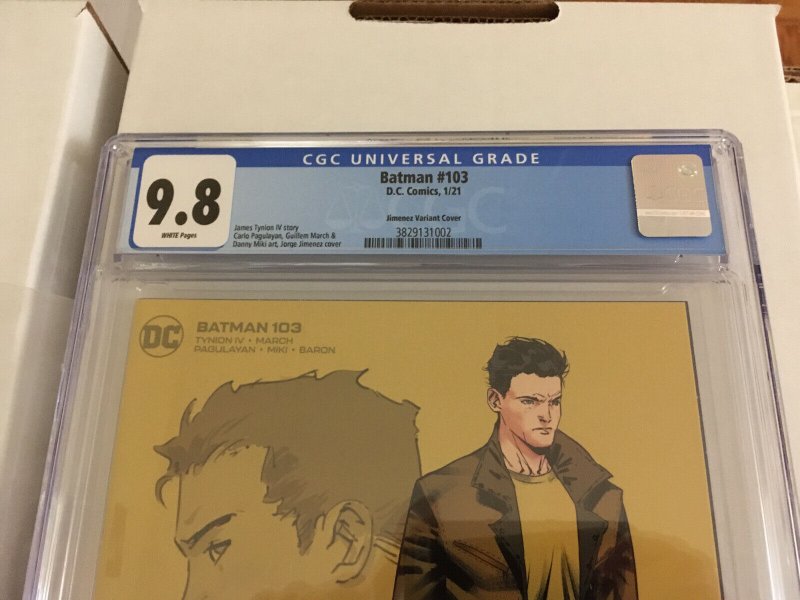 CGC UNIVERSAL GRADE
9.8
WHITE Pages
Batman #103
D.C. Comics, 1/21
Jimenez Variant Cover
James Tynion IV story
Carlo Pagulayan, Guillem March &
Danny Miki art, Jorge Jimenez cover
3829131002
DC
BATMAN 103
TYNION IV • MARCH
PAGULAYAN • MIKI • BARON